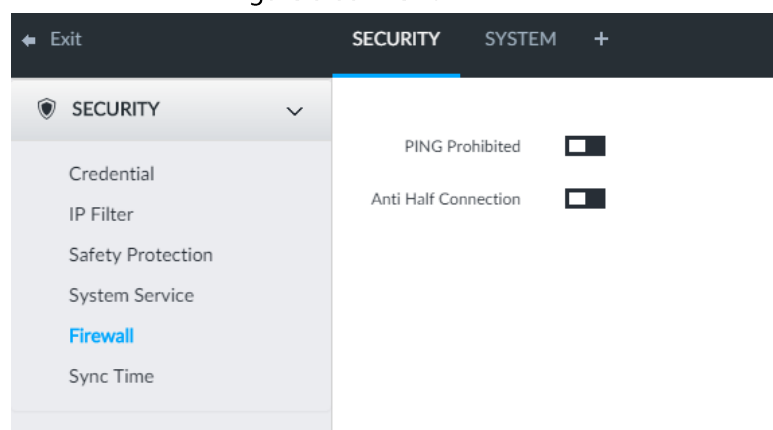 Exit
SECURITY SYSTEM +
SECURITY
Credential
IP Filter
Safety Protection
System Service
Firewall
Sync Time
PING Prohibited
Anti Half Connection